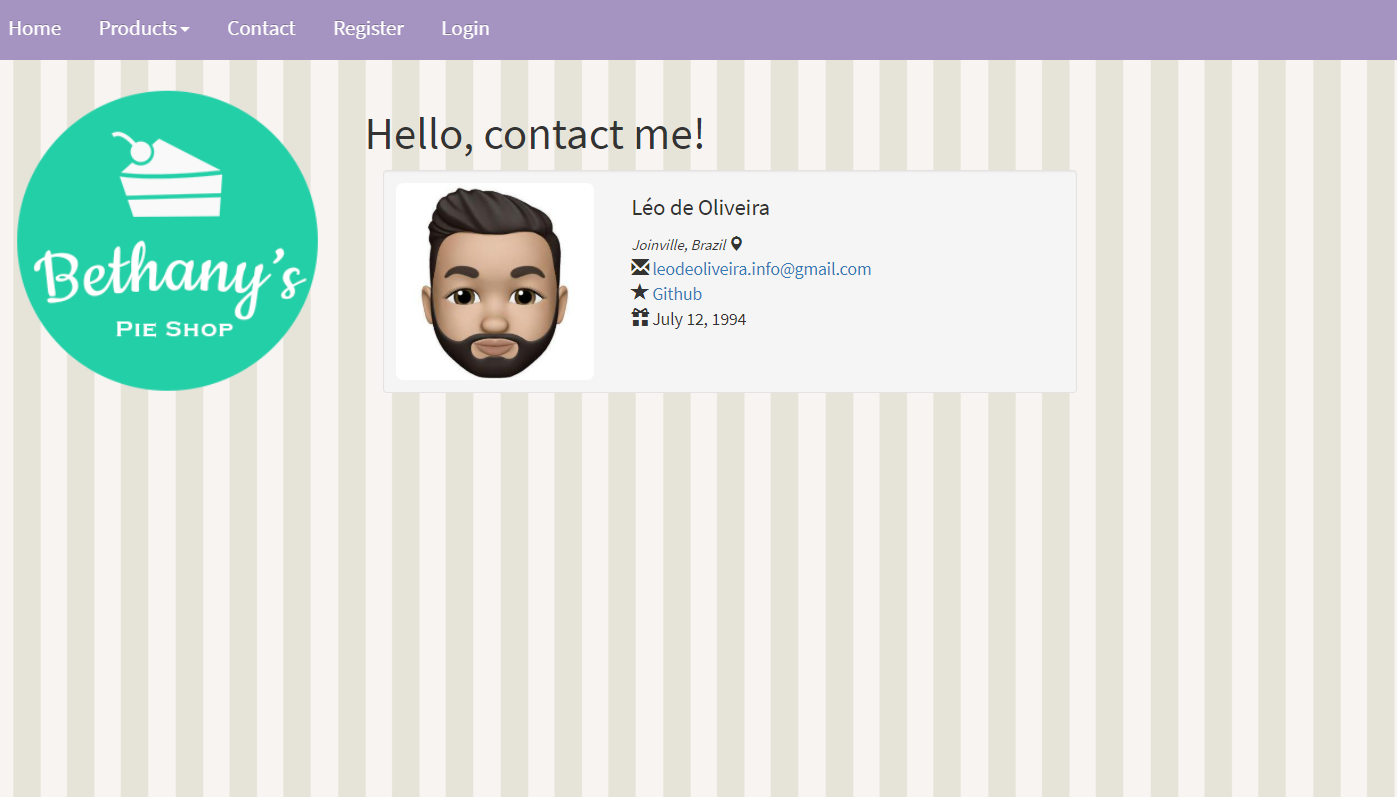 Home Products Contact Register Login
Bethany's
Pie Shop
Hello, contact me!
Léo de Oliveira
Joinville, Brazil
leodeoliveira.info@gmail.com
Github
July 12, 1994